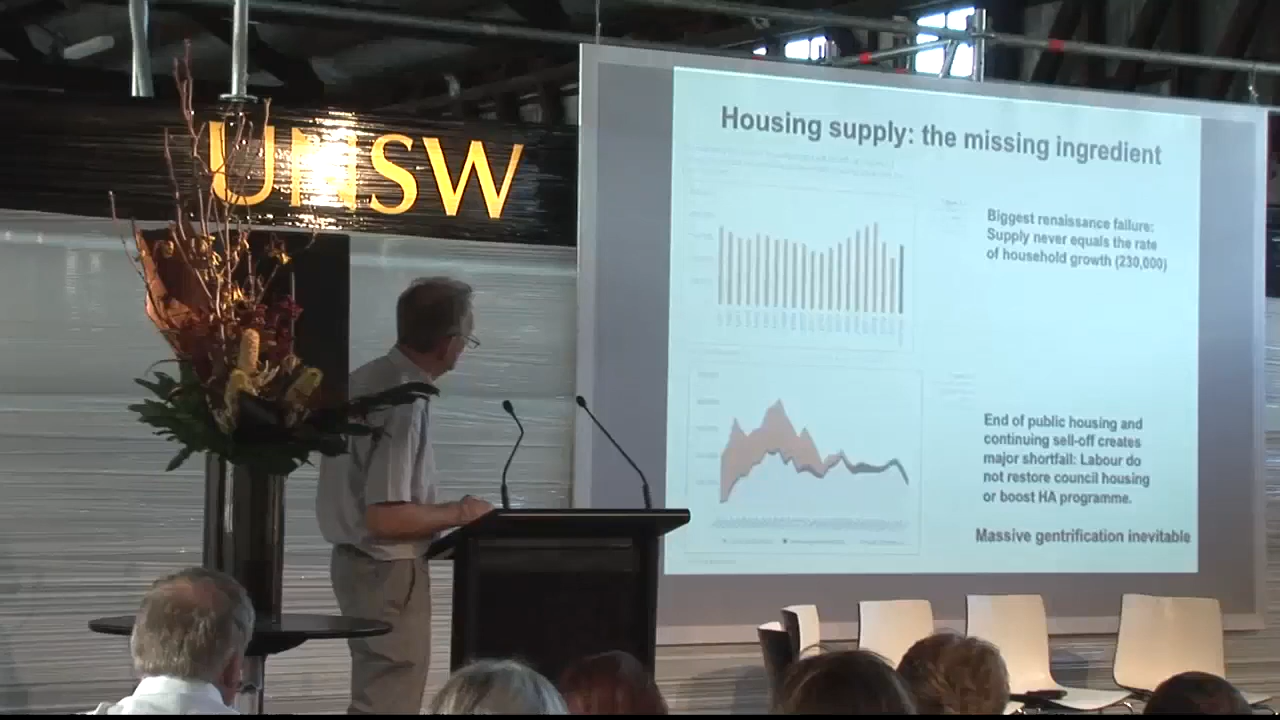 UNSW
Housing supply: the missing ingredient
Biggest renaissance failure:
Supply never equals the rate
of household growth (230,000)
End of public housing and
continuing sell-off creates
major shortfall: Labour do
not restore council housing
or boost HA programme.
Massive gentrification inevitable